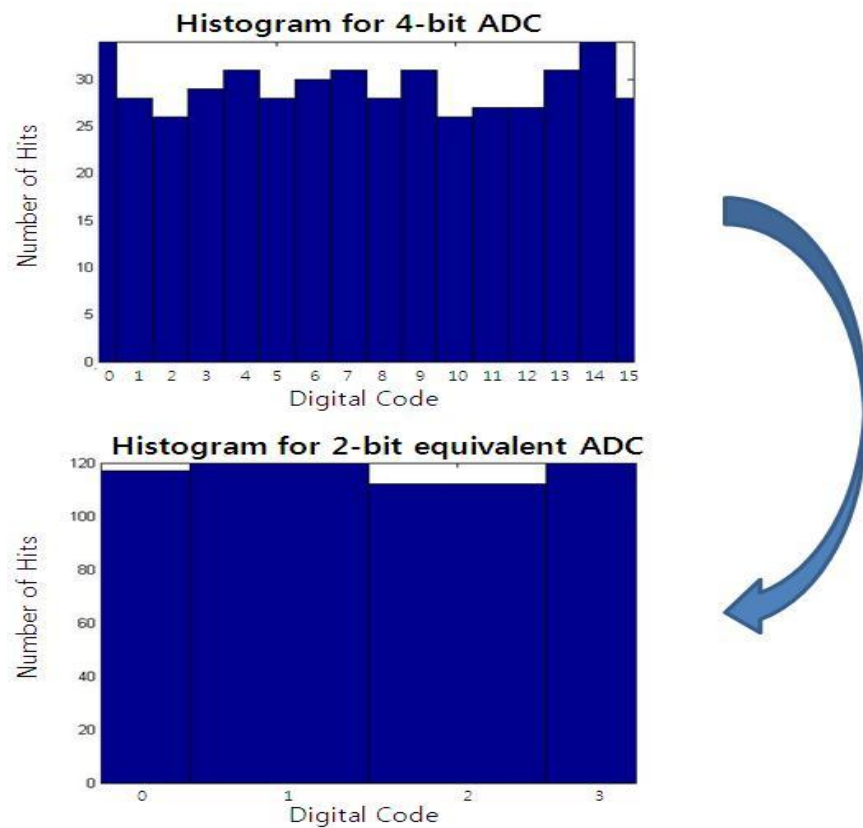 Histogram for 4-bit ADC
Number of Hits
30
25
20
15
10
5
0
0 1 2 3 4 5 6 7 8 9 10 11 12 13 14 15
Digital Code
Histogram for 2-bit equivalent ADC
Number of Hits
120
100
80
60
40
20
0
0 1 2 3
Digital Code